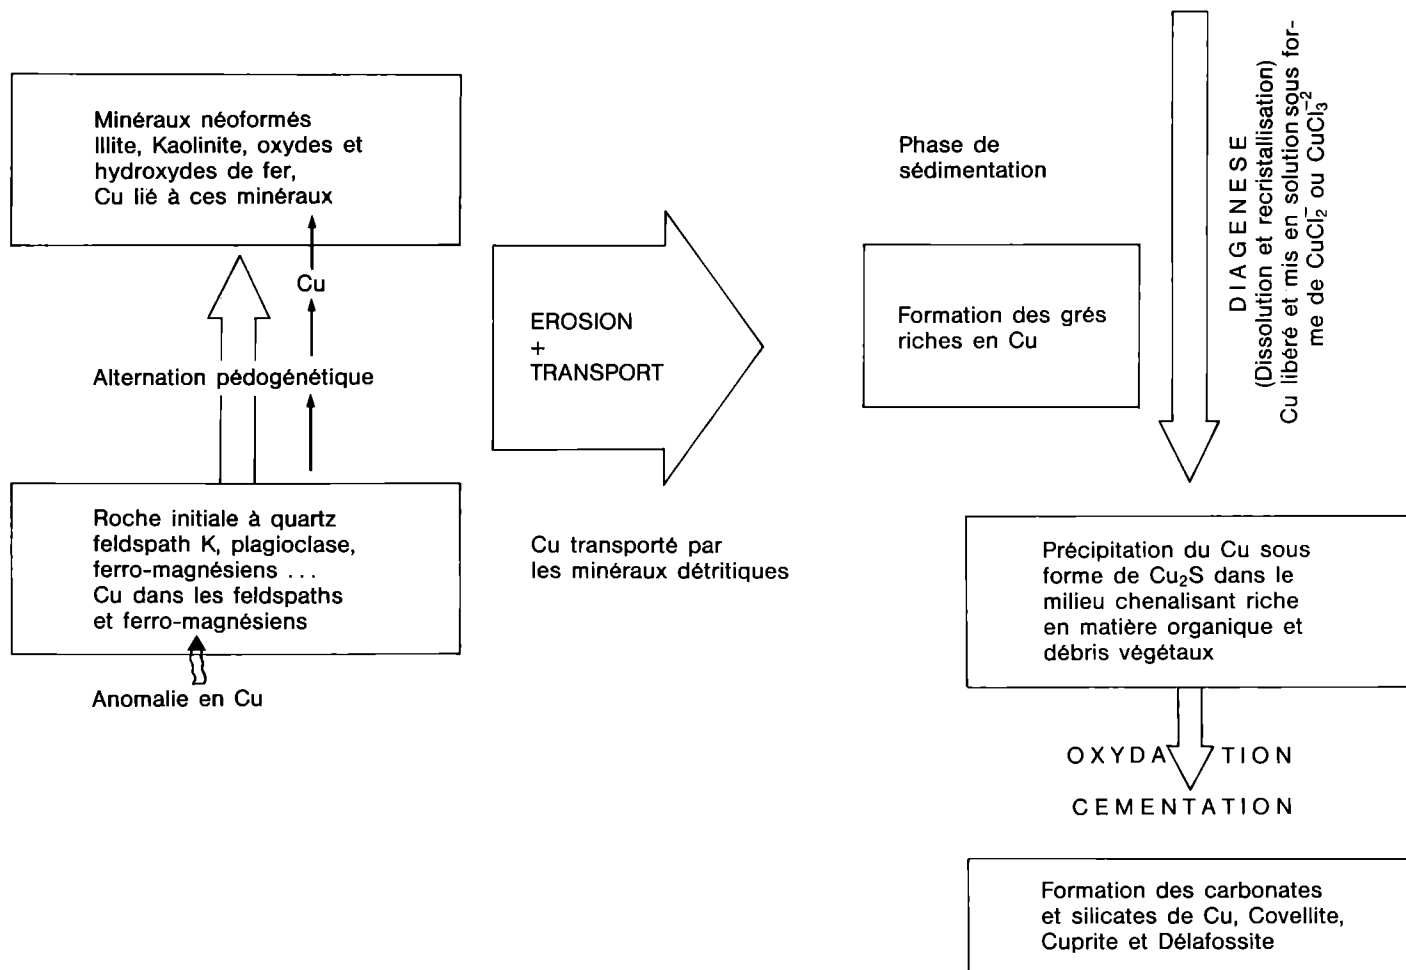 Minéraux néoformés
Illite, Kaolinite, oxydes et
hydroxydes de fer,
Cu lié à ces minéraux
Cu
Alternation pédogénétique
Roche initiale à quartz
feldspath K, plagioclase,
ferro-magnésiens ...
Cu dans les feldspaths
et ferro-magnésiens
Anomalie en Cu
EROSION
+
TRANSPORT
Cu transporté par
les minéraux détritiques
Phase de
sédimentation
Formation des grés
riches en Cu
DIAGENESE
(Dissolution et recristallisation)
Cu libéré et mis en solution sous for-
me de CuCl₂⁻ ou CuCl₃⁻²
Précipitation du Cu sous
forme de Cu₂S dans le
milieu chenalisant riche
en matière organique et
débris végétaux
OXYDATION
CEMENTATION
Formation des carbonates
et silicates de Cu, Covellite,
Cuprite et Délafossite